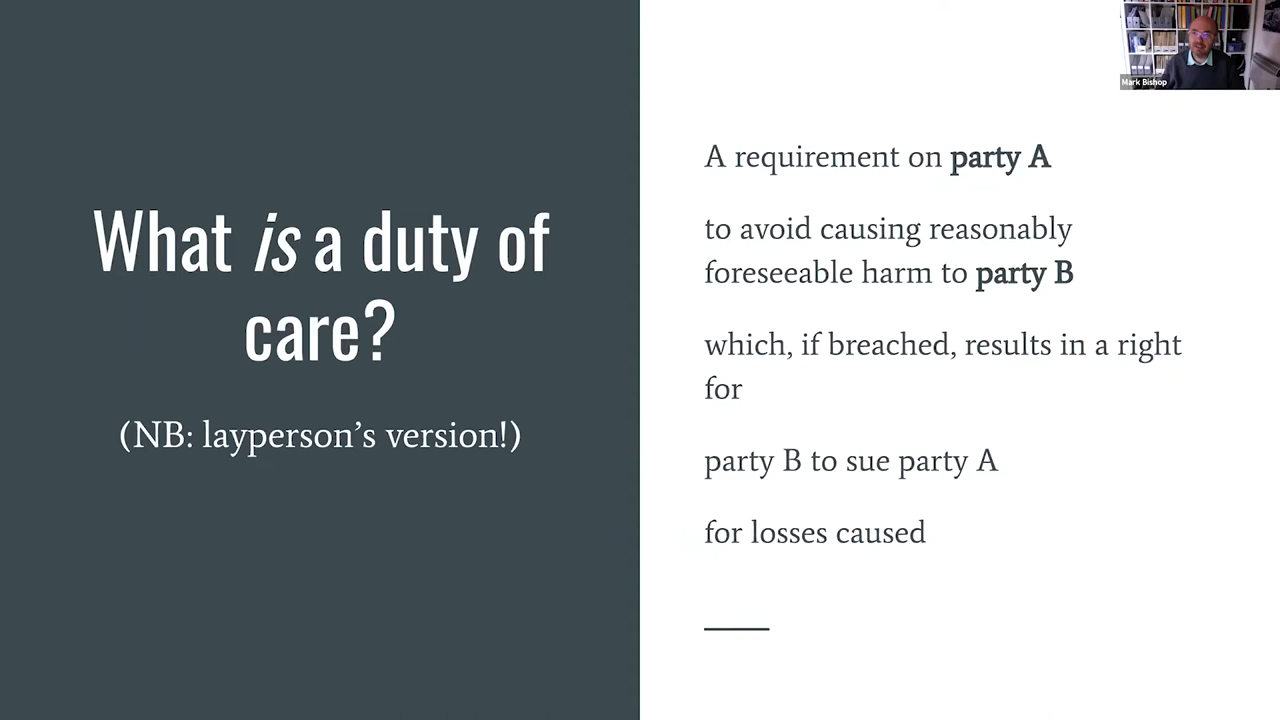 What is a duty of
care?
(NB: layperson's version!)
A requirement on party A
to avoid causing reasonably
foreseeable harm to party B
which, if breached, results in a right
for
party B to sue party A
for losses caused
Mark Bishop